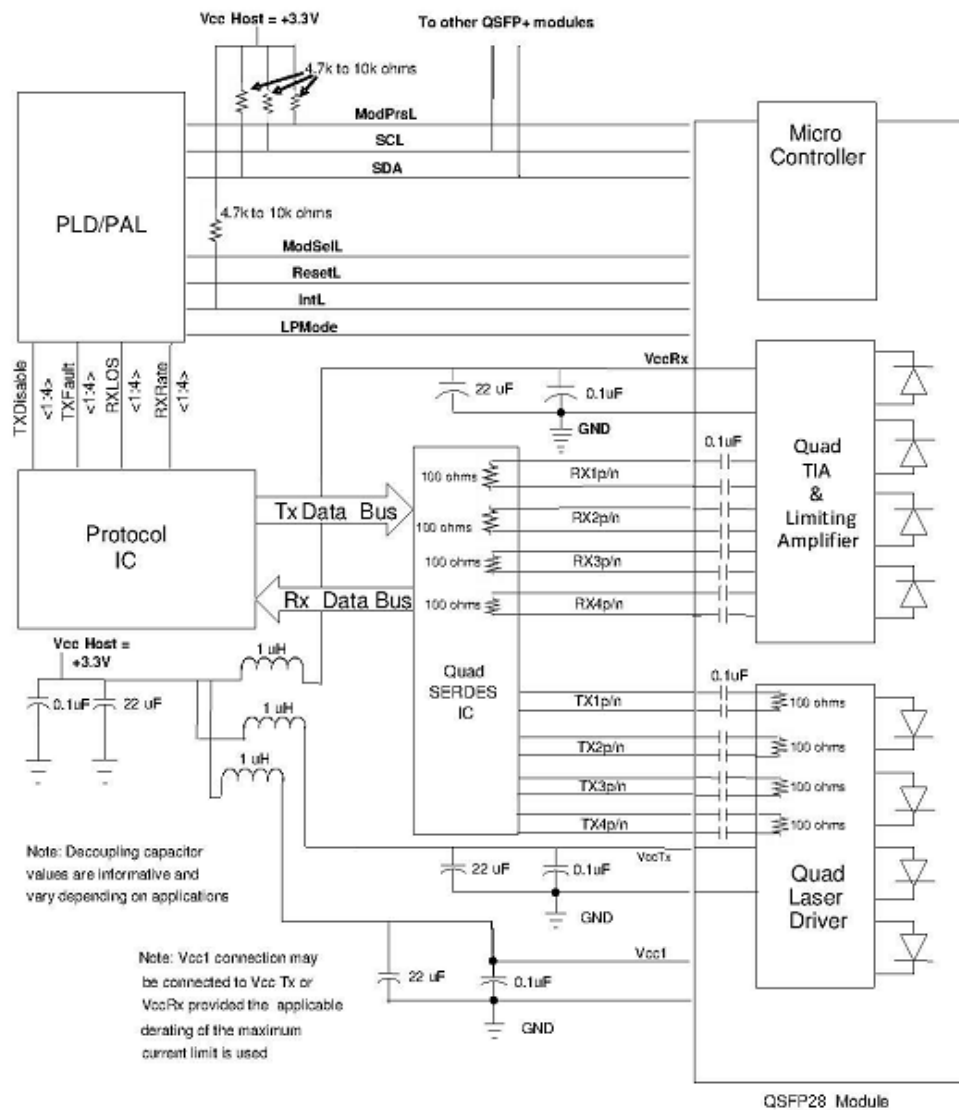 Vcc Host = +3.3V
To other QSFP+ modules
4.7k to 10k ohms
ModPrsL
SCL
SDA
PLD/PAL
4.7k to 10k ohms
ModSelL
ResetL
IntL
LPMode
Micro
Controller
TXDisable
<1:4>
TXFault
<1:4>
RXLOS
<1:4>
RXRate
<1:4>
VccRx
22 uF
0.1uF
GND
0.1uF
Quad
TIA
&
Limiting
Amplifier
100 ohms
RX1p/n
100 ohms
RX2p/n
100 ohms
RX3p/n
100 ohms
RX4p/n
Protocol
IC
Tx Data Bus
Rx Data Bus
Quad
SERDES
IC
Vcc Host =
+3.3V
0.1uF
22 uF
1 uH
1 uH
1 uH
0.1uF
TX1p/n
100 ohms
TX2p/n
100 ohms
TX3p/n
100 ohms
TX4p/n
100 ohms
Quad
Laser
Driver
VccTx
22 uF
0.1uF
GND
Note: Decoupling capacitor
values are informative and
vary depending on applications
Vcc1
22 uF
0.1uF
GND
Note: Vcc1 connection may
be connected to Vcc Tx or
VccRx provided the applicable
derating of the maximum
current limit is used
QSFP28 Module